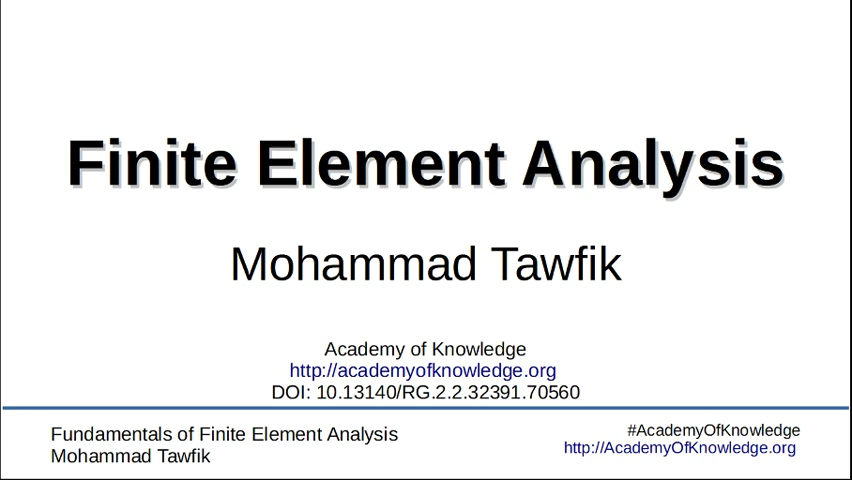 Finite Element Analysis
Mohammad Tawfik
Academy of Knowledge
http://academyofknowledge.org
DOI: 10.13140/RG.2.2.32391.70560
Fundamentals of Finite Element Analysis
Mohammad Tawfik
#AcademyOfKnowledge
http://AcademyOfKnowledge.org